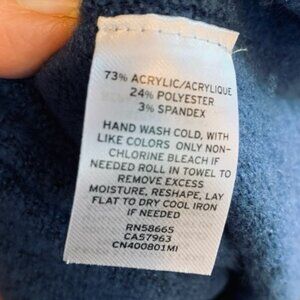 73% ACRYLIC/ACRYLIQUE
24% POLYESTER
3% SPANDEX
HAND WASH COLD, WITH
LIKE COLORS ONLY NON-
CHLORINE BLEACH IF
NEEDED ROLL IN TOWEL TO
REMOVE EXCESS
MOISTURE, RESHAPE, LAY
FLAT TO DRY COOL IRON
IF NEEDED
RN58665
CA57963
CN400801MI